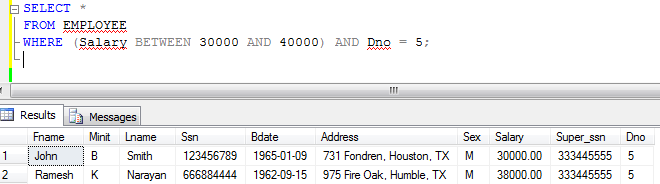 SELECT *
FROM EMPLOYEE
WHERE (Salary BETWEEN 30000 AND 40000) AND Dno = 5;
Results Messages
Fname Minit Lname Ssn Bdate Address Sex Salary Super_ssn Dno
1 John B Smith 123456789 1965-01-09 731 Fondren, Houston, TX M 30000.00 333445555 5
2 Ramesh K Narayan 666884444 1962-09-15 975 Fire Oak, Humble, TX M 38000.00 333445555 5